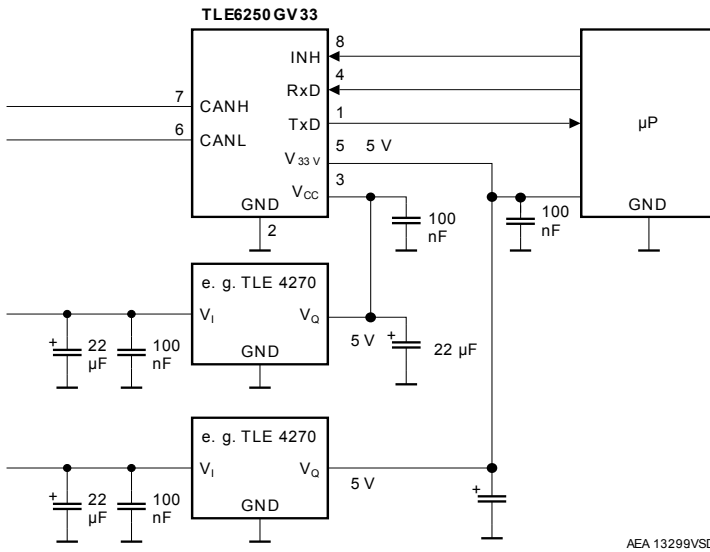 TLE6250 GV33
INH
8
RxD
4
TxD
1
7
CANH
6
CANL
V33 V
5
5 V
VCC
3
GND
2
µP
GND
100
nF
100
nF
e. g. TLE 4270
VI
VQ
GND
5 V
22 µF
22
µF
100
nF
e. g. TLE 4270
VI
VQ
GND
5 V
22
µF
100
nF
AEA 13299VSD